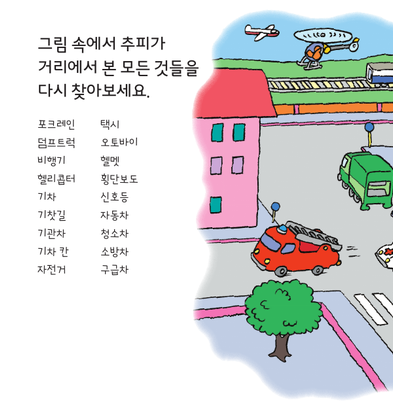 그림 속에서 추피가
거리에서 본 모든 것들을
다시 찾아보세요.
포크레인 택시
덤프트럭 오토바이
비행기 헬멧
헬리콥터 횡단보도
기차 신호등
기찻길 자동차
기관차 청소차
기차 칸 소방차
자전거 구급차